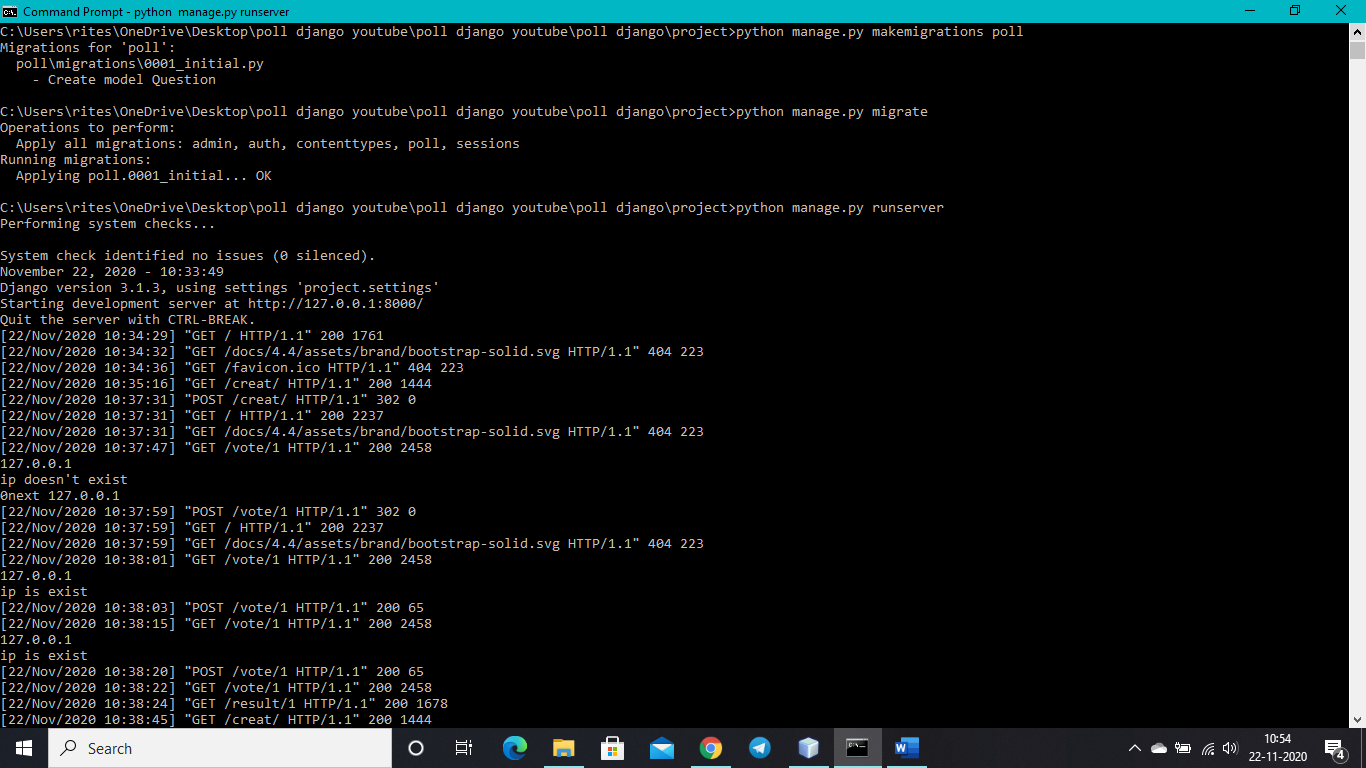 Command Prompt - python  manage.py runserver
C:\Users\rites\OneDrive\Desktop\poll django youtube\poll django youtube\poll django\project>python manage.py makemigrations poll
Migrations for 'poll':
  poll\migrations\0001_initial.py
    - Create model Question
C:\Users\rites\OneDrive\Desktop\poll django youtube\poll django youtube\poll django\project>python manage.py migrate
Operations to perform:
  Apply all migrations: admin, auth, contenttypes, poll, sessions
Running migrations:
  Applying poll.0001_initial... OK
C:\Users\rites\OneDrive\Desktop\poll django youtube\poll django youtube\poll django\project>python manage.py runserver
Performing system checks...
System check identified no issues (0 silenced).
November 22, 2020 - 10:33:49
Django version 3.1.3, using settings 'project.settings'
Starting development server at http://127.0.0.1:8000/
Quit the server with CTRL-BREAK.
[22/Nov/2020 10:34:29] "GET / HTTP/1.1" 200 1761
[22/Nov/2020 10:34:32] "GET /docs/4.4/assets/brand/bootstrap-solid.svg HTTP/1.1" 404 223
[22/Nov/2020 10:34:36] "GET /favicon.ico HTTP/1.1" 404 223
[22/Nov/2020 10:35:16] "GET /creat/ HTTP/1.1" 200 1444
[22/Nov/2020 10:37:31] "POST /creat/ HTTP/1.1" 302 0
[22/Nov/2020 10:37:31] "GET / HTTP/1.1" 200 2237
[22/Nov/2020 10:37:31] "GET /docs/4.4/assets/brand/bootstrap-solid.svg HTTP/1.1" 404 223
[22/Nov/2020 10:37:47] "GET /vote/1 HTTP/1.1" 200 2458
127.0.0.1
ip doesn't exist
0next 127.0.0.1
[22/Nov/2020 10:37:59] "POST /vote/1 HTTP/1.1" 302 0
[22/Nov/2020 10:37:59] "GET / HTTP/1.1" 200 2237
[22/Nov/2020 10:37:59] "GET /docs/4.4/assets/brand/bootstrap-solid.svg HTTP/1.1" 404 223
[22/Nov/2020 10:38:01] "GET /vote/1 HTTP/1.1" 200 2458
127.0.0.1
ip is exist
[22/Nov/2020 10:38:03] "POST /vote/1 HTTP/1.1" 200 65
[22/Nov/2020 10:38:15] "GET /vote/1 HTTP/1.1" 200 2458
127.0.0.1
ip is exist
[22/Nov/2020 10:38:20] "POST /vote/1 HTTP/1.1" 200 65
[22/Nov/2020 10:38:22] "GET /vote/1 HTTP/1.1" 200 2458
[22/Nov/2020 10:38:24] "GET /result/1 HTTP/1.1" 200 1678
[22/Nov/2020 10:38:45] "GET /creat/ HTTP/1.1" 200 1444
Search
10:54
22-11-2020
4